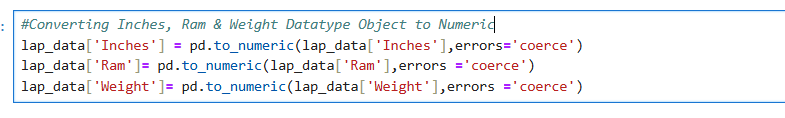 :
#Converting Inches, Ram & Weight Datatype Object to Numeric
lap_data['Inches'] = pd.to_numeric(lap_data['Inches'],errors='coerce')
lap_data['Ram']= pd.to_numeric(lap_data['Ram'],errors ='coerce')
lap_data['Weight']= pd.to_numeric(lap_data['Weight'],errors ='coerce')